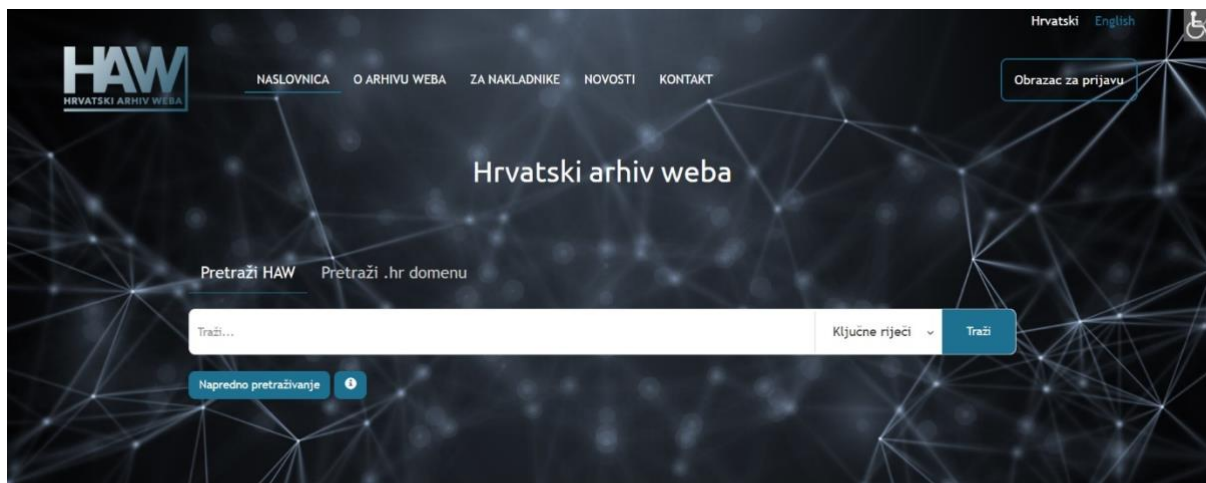 Hrvatski English
HAW
HRVATSKI ARHIV WEBA
NASLOVNICA O ARHIVU WEBA ZA NAKLADNIKE NOVOSTI KONTAKT
Obrazac za prijavu
Hrvatski arhiv weba
Pretraži HAW Pretraži .hr domenu
Traži... Ključne riječi Traži
Napredno pretraživanje